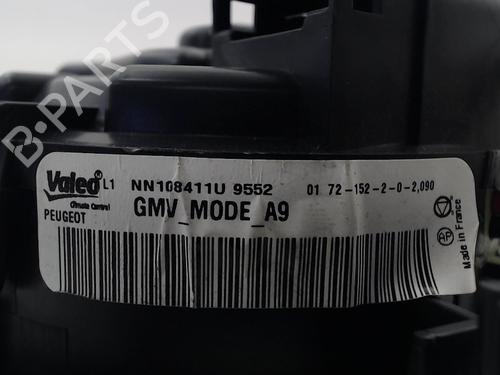 B-PARTS
Valeo L1 NN108411U 9552 01 72-152-2-0-2,090
Climate Control
PEUGEOT GMV_MODE_A9
AP
Made in France